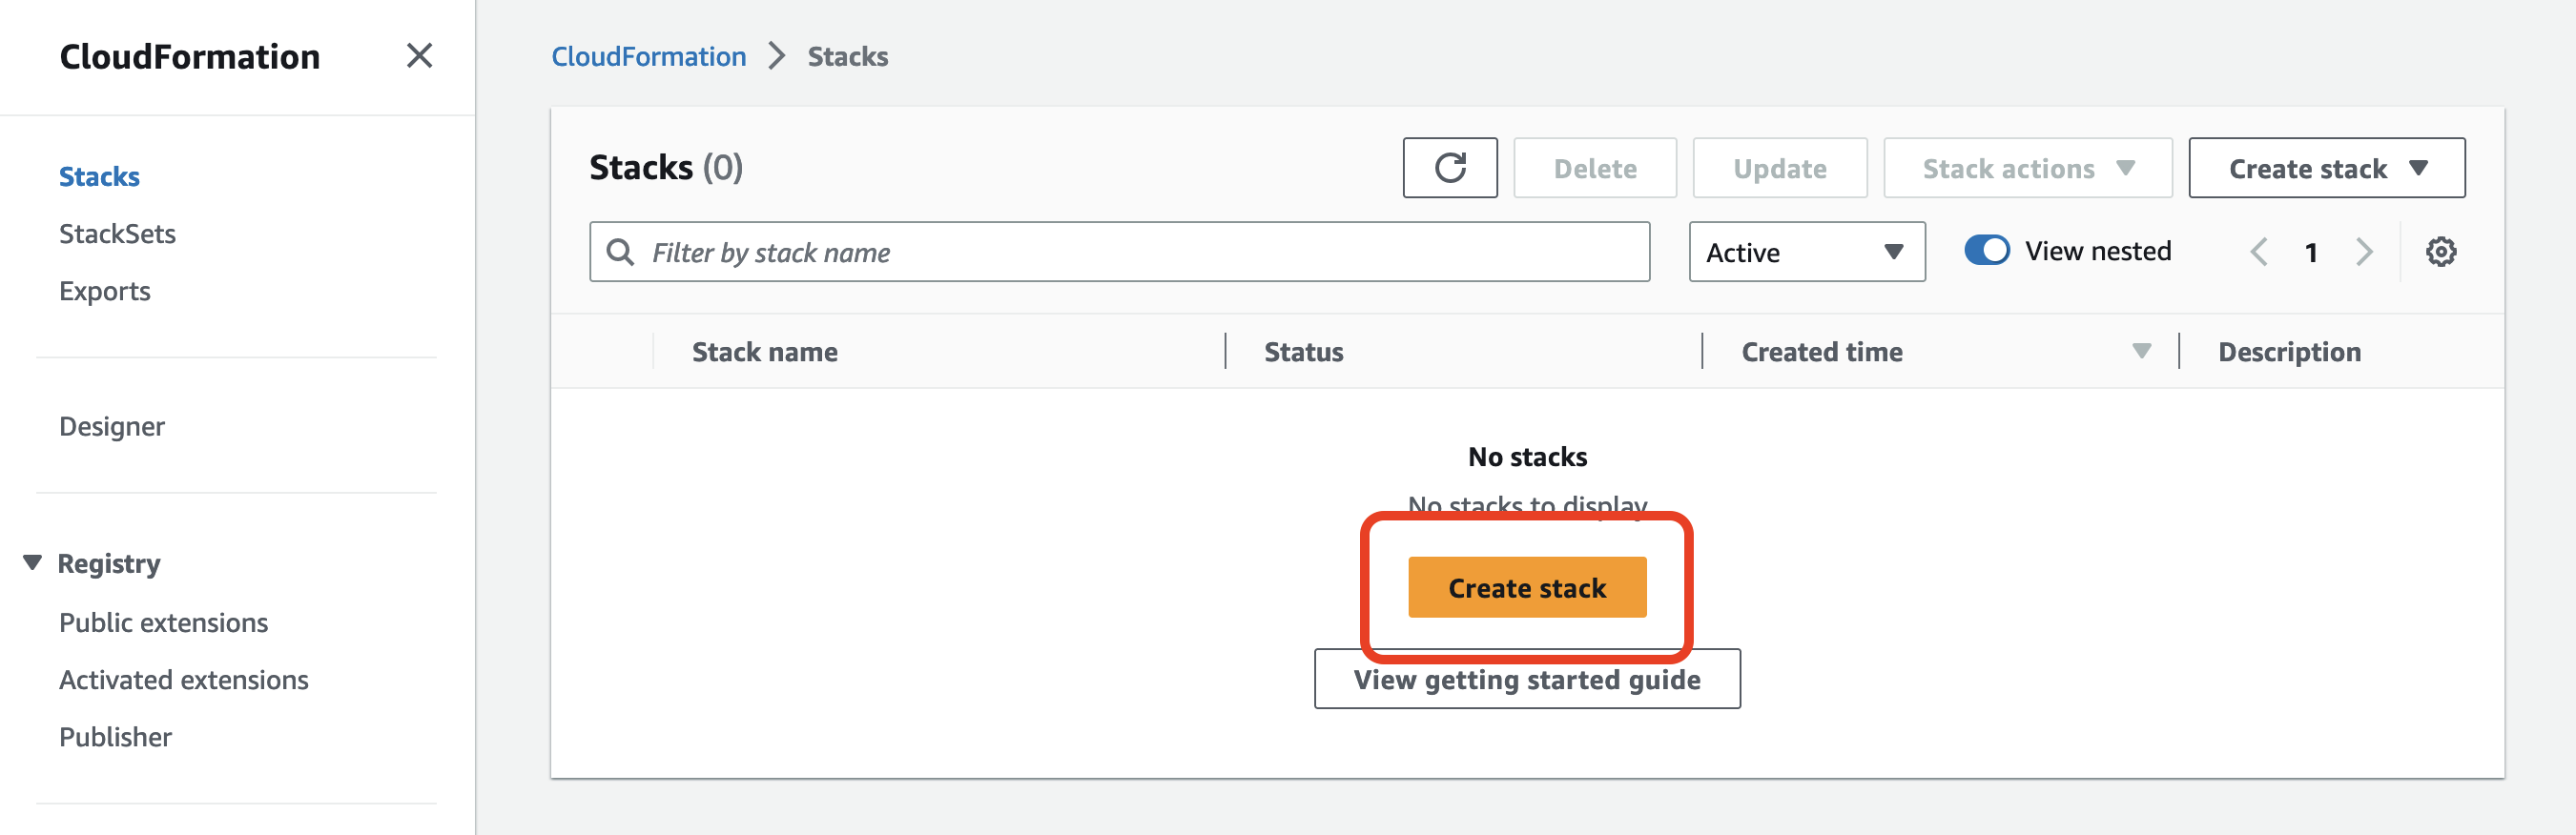 CloudFormation
Stacks
StackSets
Exports
Designer
Registry
Public extensions
Activated extensions
Publisher
CloudFormation > Stacks
Stacks (0)
Delete
Update
Stack actions
Create stack
Filter by stack name
Active
View nested
1
Stack name
Status
Created time
Description
No stacks
No stacks to display
Create stack
View getting started guide